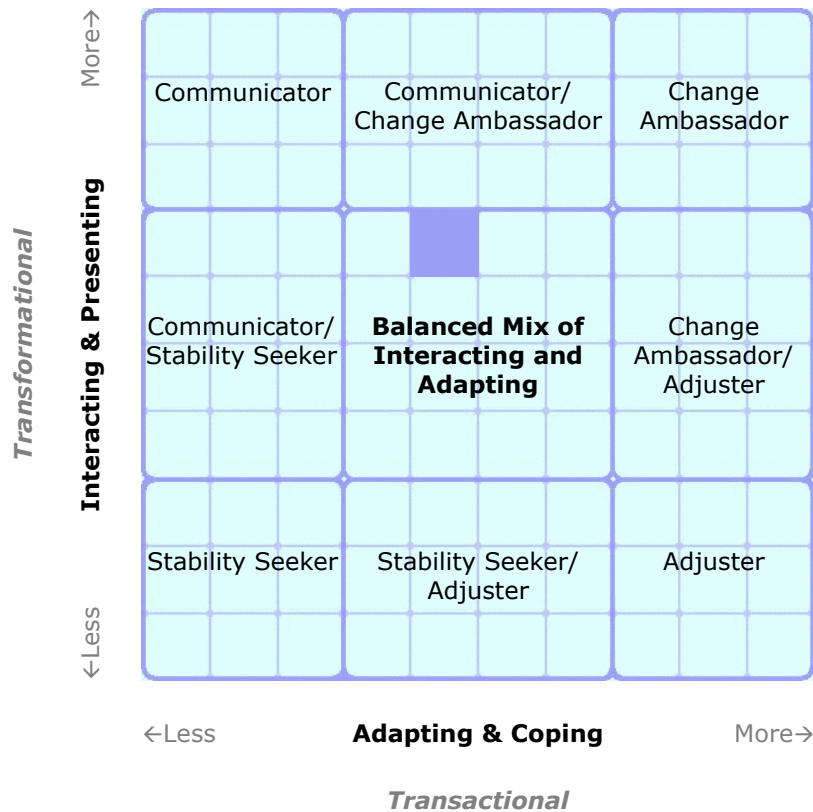 More→
Communicator
Communicator/
Change Ambassador
Change
Ambassador
Transformational
Interacting & Presenting
Communicator/
Stability Seeker
Balanced Mix of
Interacting and
Adapting
Change
Ambassador/
Adjuster
Stability Seeker
Stability Seeker/
Adjuster
Adjuster
←Less
←Less
Adapting & Coping
More→
Transactional